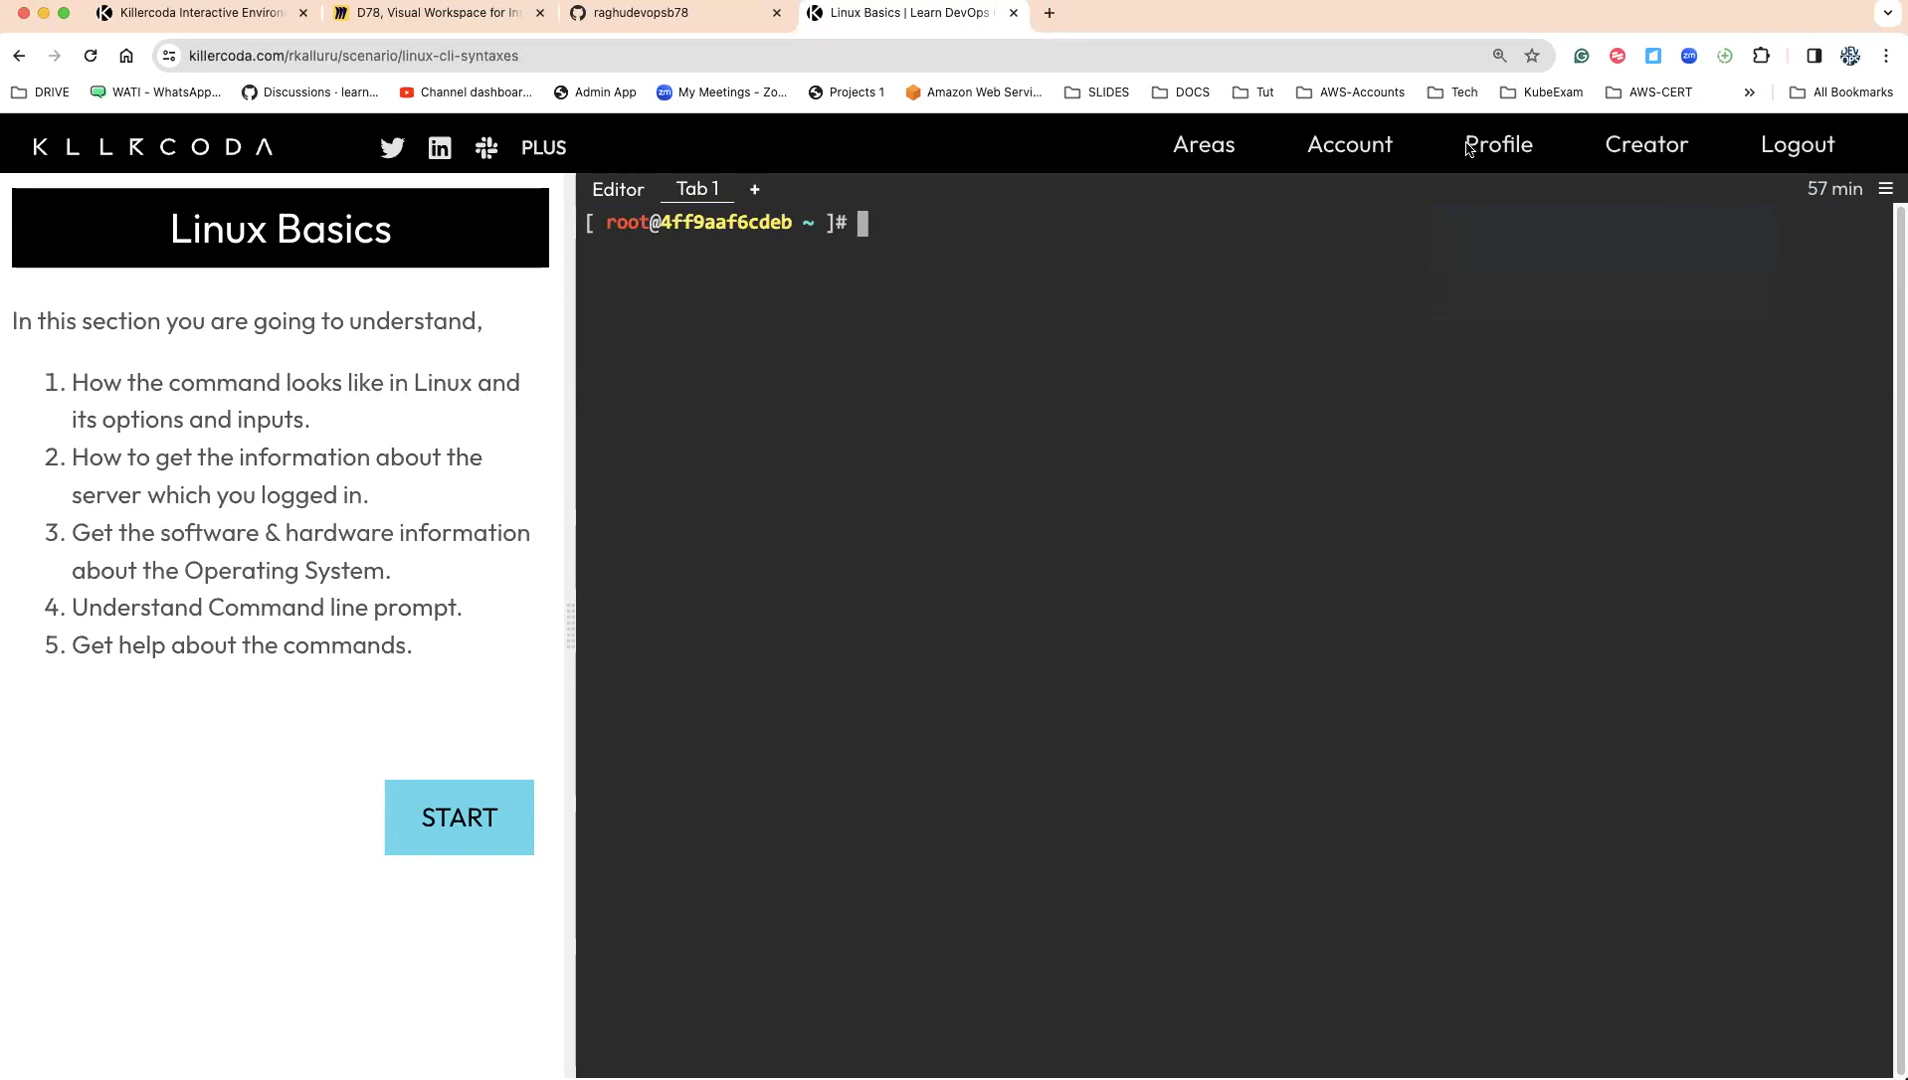 Killercoda Interactive Environ
D78, Visual Workspace for In
raghudevopsb78
Linux Basics | Learn DevOps
killercoda.com/rkalluru/scenario/linux-cli-syntaxes
DRIVE
WATI - WhatsApp...
Discussions · learn...
Channel dashboar...
Admin App
My Meetings - Zo...
Projects 1
Amazon Web Servi...
SLIDES
DOCS
Tut
AWS-Accounts
Tech
KubeExam
AWS-CERT
»
All Bookmarks
KLLRCODA
PLUS
Areas
Account
Profile
Creator
Logout
Editor
Tab 1
+
57 min
Linux Basics
[ root@4ff9aaf6cdeb ~ ]#
In this section you are going to understand,
1. How the command looks like in Linux and
its options and inputs.
2. How to get the information about the
server which you logged in.
3. Get the software & hardware information
about the Operating System.
4. Understand Command line prompt.
5. Get help about the commands.
START